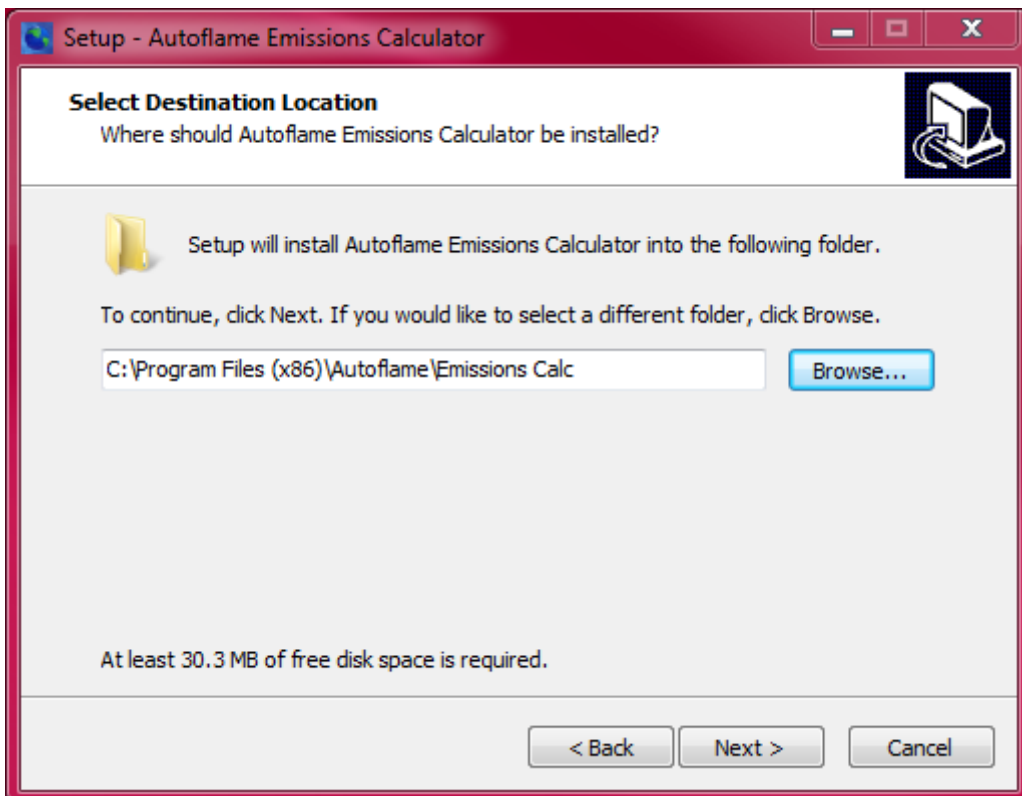 Setup - Autoflame Emissions Calculator
Select Destination Location
Where should Autoflame Emissions Calculator be installed?
Setup will install Autoflame Emissions Calculator into the following folder.
To continue, click Next. If you would like to select a different folder, click Browse.
C:\Program Files (x86)\Autoflame\Emissions Calc
Browse...
At least 30.3 MB of free disk space is required.
< Back
Next >
Cancel